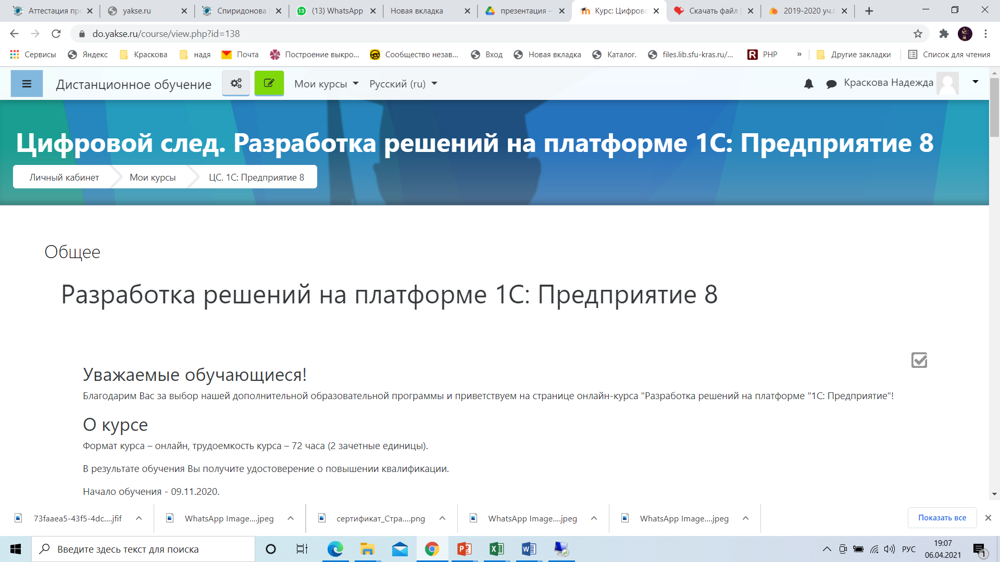 Аттестация пре
yakse.ru
Спиридонова
(13) WhatsApp
Новая вкладка
презентация –
Курс: Цифрово
Скачать файл
2019-2020 уч.г
do.yakse.ru/course/view.php?id=138
Сервисы
Яндекс
Краскова
надя
Почта
Построение выкро...
Сообщество незав...
Вход
Новая вкладка
Каталог.
files.lib.sfu-kras.ru/...
PHP
»
Другие закладки
Список для чтения
Дистанционное обучение
Мои курсы
Русский (ru)
Краскова Надежда
Цифровой след. Разработка решений на платформе 1С: Предприятие 8
Личный кабинет
Мои курсы
ЦС. 1С: Предприятие 8
Общее
Разработка решений на платформе 1С: Предприятие 8
Уважаемые обучающиеся!
Благодарим Вас за выбор нашей дополнительной образовательной программы и приветствуем на странице онлайн-курса "Разработка решений на платформе "1С: Предприятие"!
О курсе
Формат курса – онлайн, трудоемкость курса – 72 часа (2 зачетные единицы).
В результате обучения Вы получите удостоверение о повышении квалификации.
Начало обучения - 09.11.2020.
73faaea5-43f5-4dc....jfif
WhatsApp Image....jpeg
сертификат_Стра....png
WhatsApp Image....jpeg
WhatsApp Image....jpeg
Показать все
Введите здесь текст для поиска
РУС
19:07
06.04.2021
1